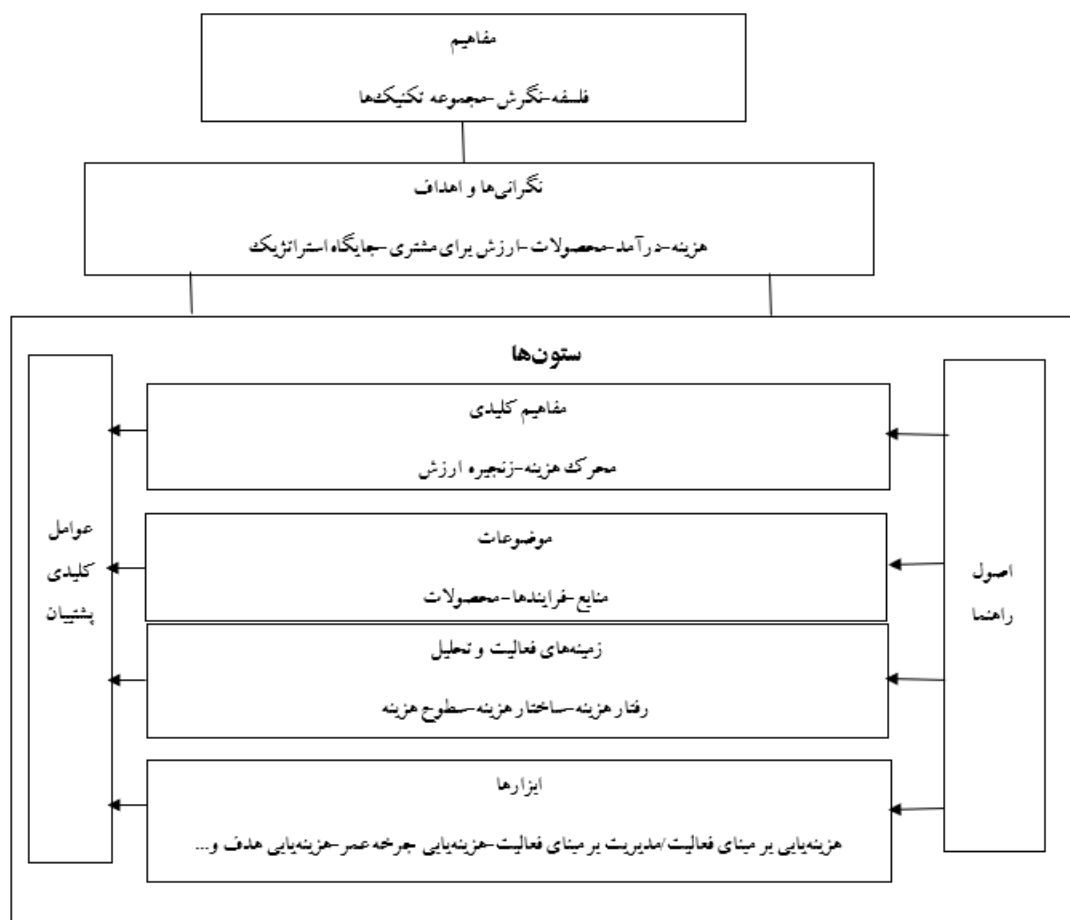 مفاهیم
فلسفه-نگرش-مجموعه تکنیک‌ها
نگرانی‌ها و اهداف
هزینه-درآمد-محصولات-ارزش برای مشتری-جایگاه استراتژیک
ستون‌ها
اصول
راهنما
مفاهیم کلیدی
محرک هزینه-زنجیره ارزش
موضوعات
منابع-فرایندها-محصولات
زمینه‌های فعالیت و تحلیل
رفتار هزینه-ساختار هزینه-سطوح هزینه
ابزارها
هزینه‌یابی بر مبنای فعالیت/مدیریت بر مبنای فعالیت-هزینه‌یابی چرخه عمر-هزینه‌یابی هدف و...
عوامل
کلیدی
پشتیبان